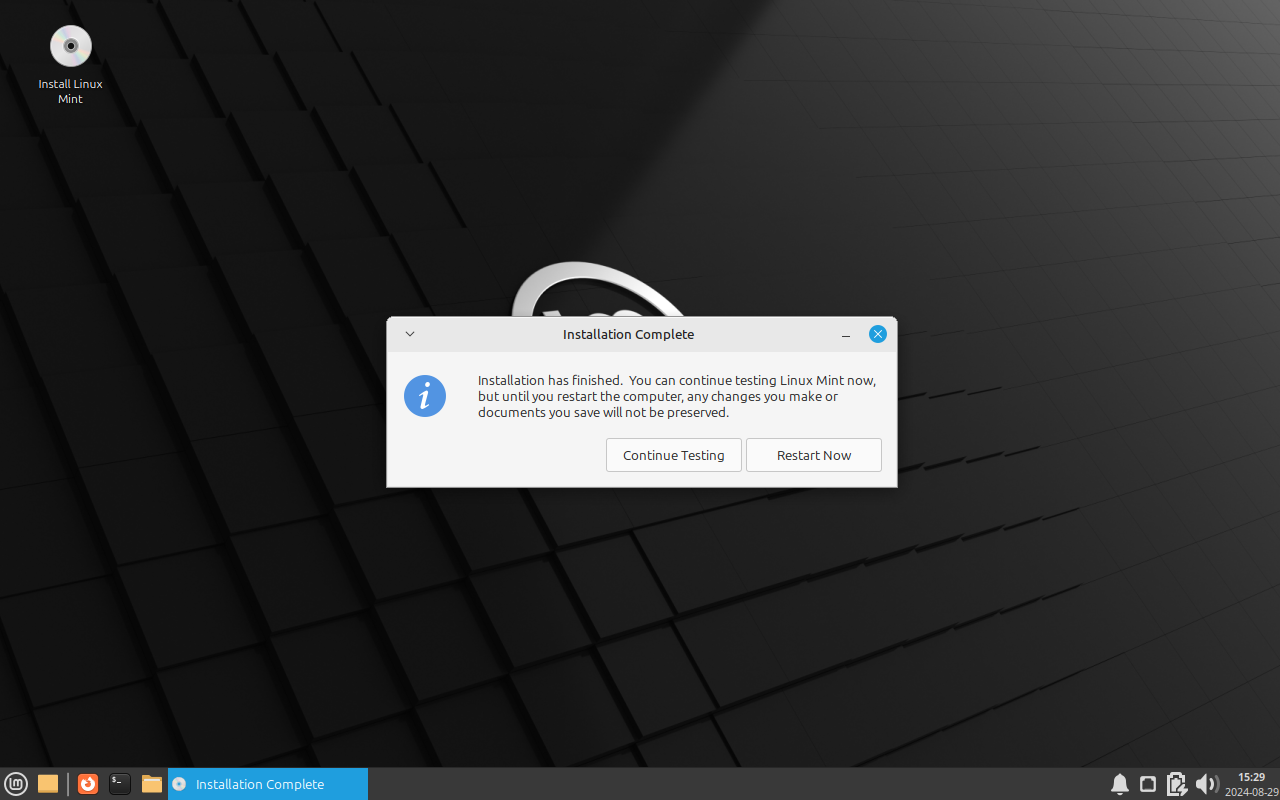 Install Linux
Mint
Installation Complete
Installation has finished.  You can continue testing Linux Mint now,
but until you restart the computer, any changes you make or
documents you save will not be preserved.
Continue Testing
Restart Now
Installation Complete
15:29
2024-08-29